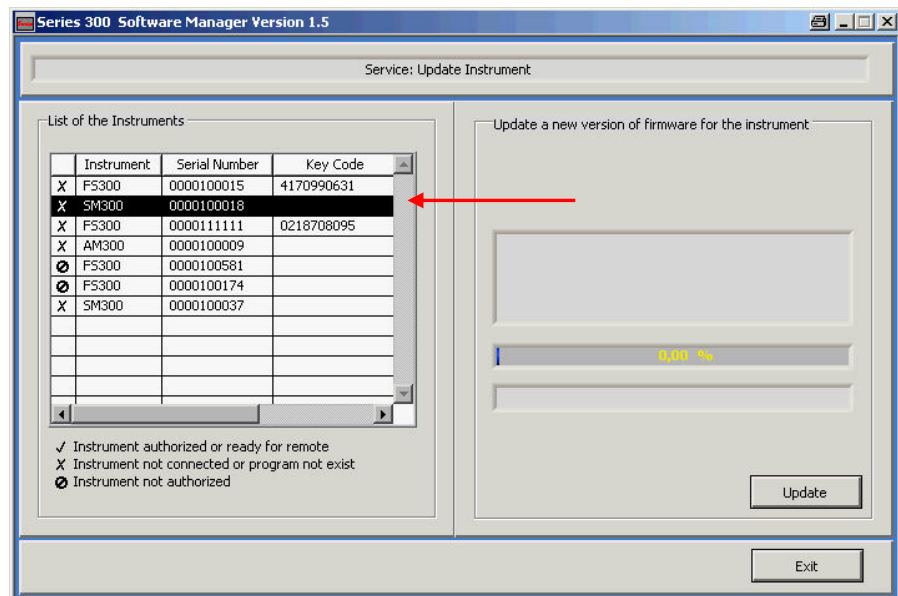 Series 300 Software Manager Version 1.5
Service: Update Instrument
List of the Instruments
Instrument Serial Number Key Code
X FS300 0000100015 4170990631
X SM300 0000100018
X FS300 0000111111 0218708095
X AM300 0000100009
FS300 0000100581
FS300 0000100174
X SM300 0000100037
✓ Instrument authorized or ready for remote
X Instrument not connected or program not exist
Instrument not authorized
Update a new version of firmware for the instrument
0,00 %
Update
Exit